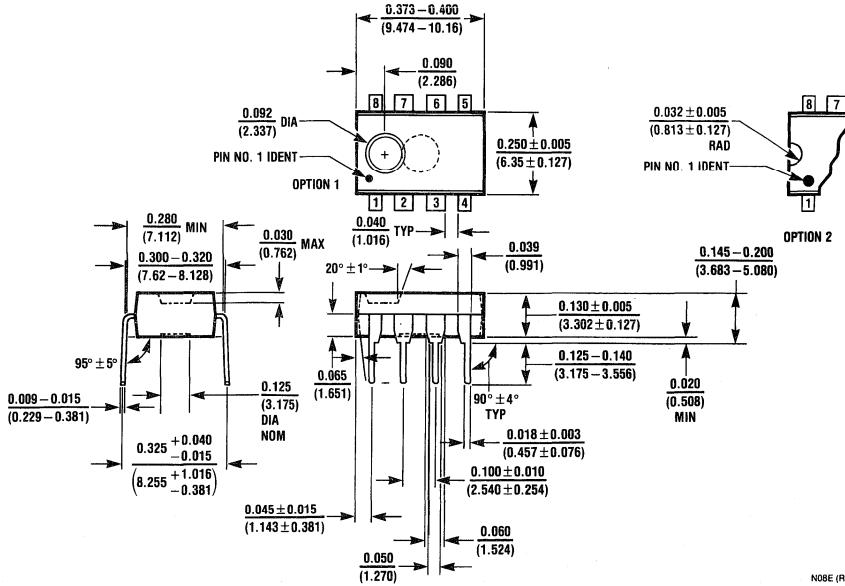 0.373 – 0.400
(9.474 – 10.16)
0.090
(2.286)
8 7 6 5
0.092 DIA
(2.337)
PIN NO. 1 IDENT
OPTION 1
1 2 3 4
0.250 ± 0.005
(6.35 ± 0.127)
0.032 ± 0.005
(0.813 ± 0.127)
RAD
PIN NO. 1 IDENT
8 7
1
OPTION 2
0.280 MIN
(7.112)
0.300 – 0.320
(7.62 – 8.128)
0.030 MAX
(0.762)
0.040 TYP
(1.016)
0.039
(0.991)
20° ± 1°
0.145 – 0.200
(3.683 – 5.080)
0.130 ± 0.005
(3.302 ± 0.127)
0.125 – 0.140
(3.175 – 3.556)
0.020
(0.508)
MIN
95° ± 5°
0.009 – 0.015
(0.229 – 0.381)
0.125
(3.175)
DIA
NOM
0.065
(1.651)
90° ± 4°
TYP
0.018 ± 0.003
(0.457 ± 0.076)
0.325 + 0.040
– 0.015
(8.255 + 1.016
– 0.381)
0.100 ± 0.010
(2.540 ± 0.254)
0.045 ± 0.015
(1.143 ± 0.381)
0.060
(1.524)
0.050
(1.270)
N08E (R